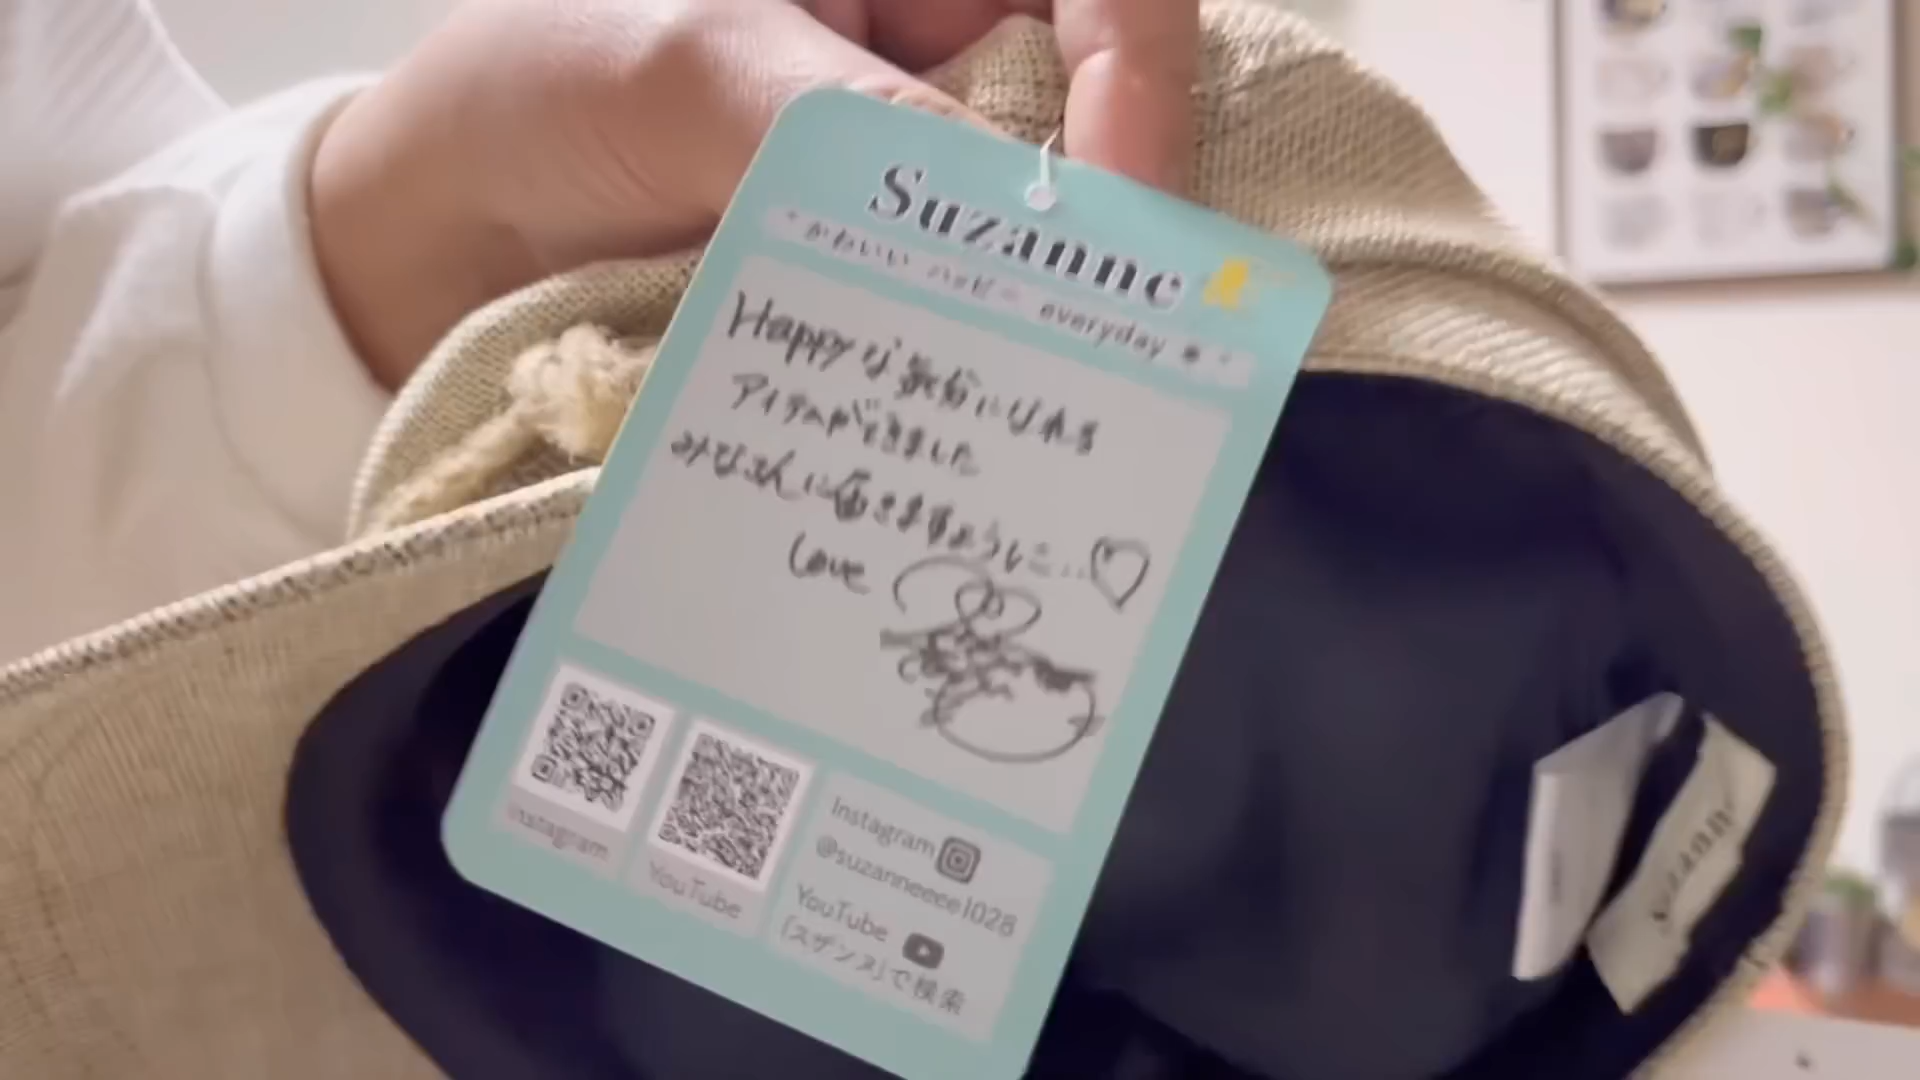 Suzanne
かわいい ハッピー everyday
Happyな気分になれる
アイテムができました
みなさんに届きますように...♡
Love
Instagram
YouTube
Instagram
@suzanneeee1028
YouTube
「スザンヌ」で検索
Suzanne